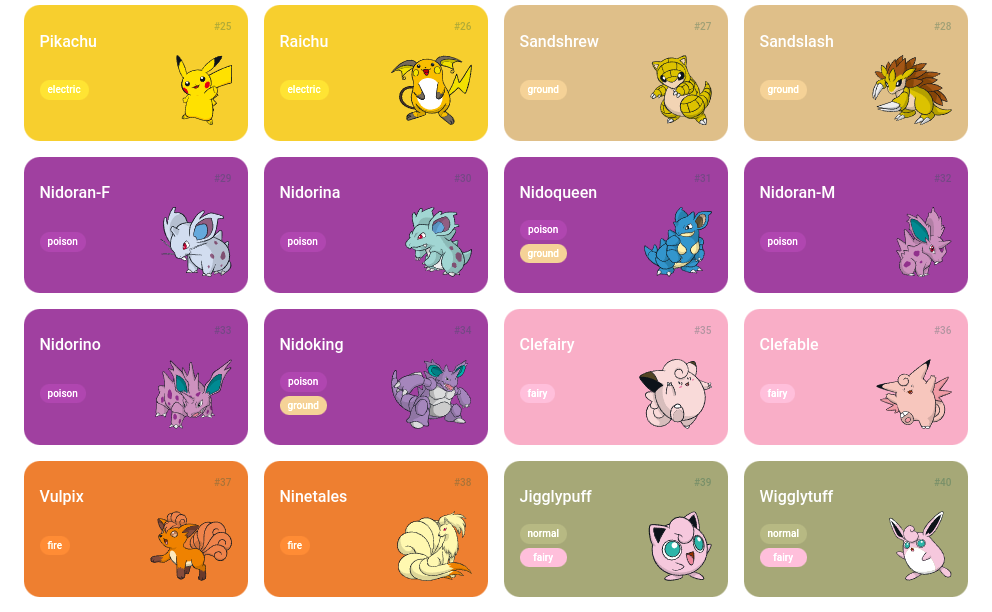 #25
Pikachu
electric
#26
Raichu
electric
#27
Sandshrew
ground
#28
Sandslash
ground
#29
Nidoran-F
poison
#30
Nidorina
poison
#31
Nidoqueen
poison
ground
#32
Nidoran-M
poison
#33
Nidorino
poison
#34
Nidoking
poison
ground
#35
Clefairy
fairy
#36
Clefable
fairy
#37
Vulpix
fire
#38
Ninetales
fire
#39
Jigglypuff
normal
fairy
#40
Wigglytuff
normal
fairy